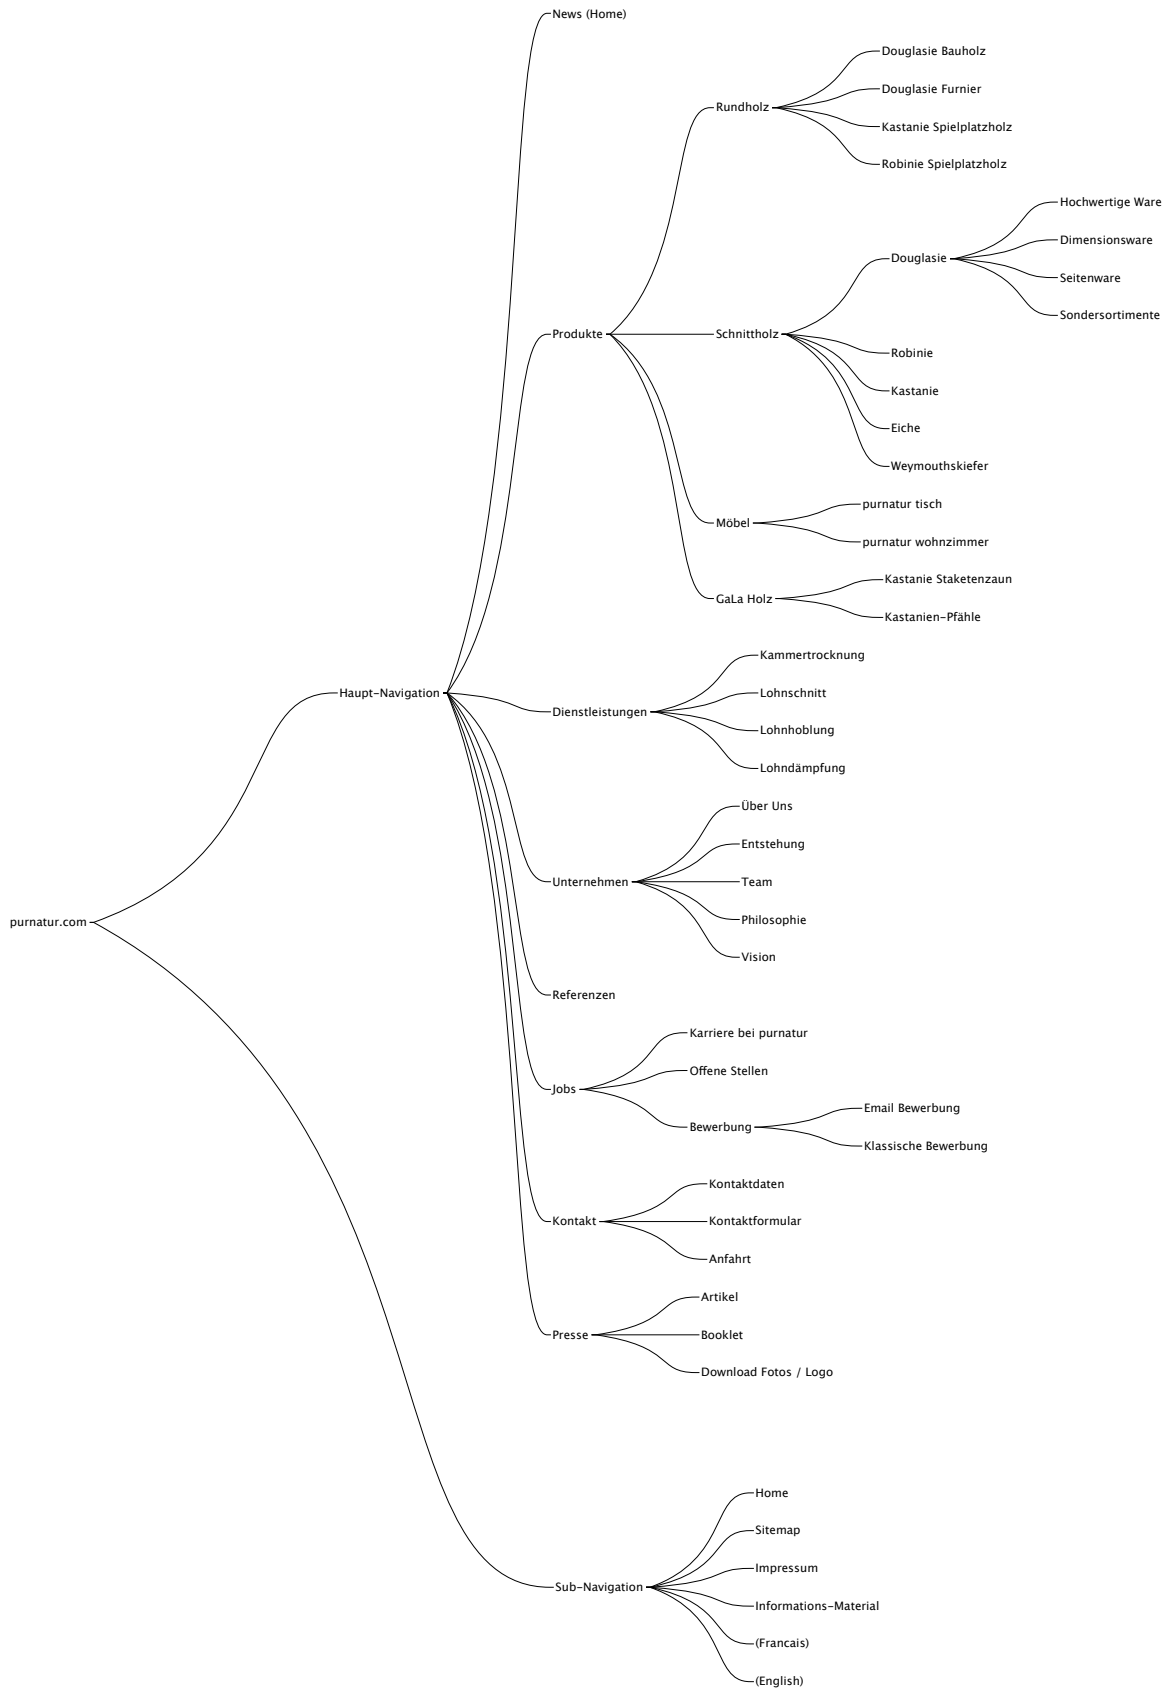 purnatur.com
Haupt-Navigation
News (Home)
Produkte
Rundholz
Douglasie Bauholz
Douglasie Furnier
Kastanie Spielplatzholz
Robinie Spielplatzholz
Schnittholz
Douglasie
Hochwertige Ware
Dimensionsware
Seitenware
Sondersortimente
Robinie
Kastanie
Eiche
Weymouthskiefer
Möbel
purnatur tisch
purnatur wohnzimmer
GaLa Holz
Kastanie Staketenzaun
Kastanien-Pfähle
Dienstleistungen
Kammertrocknung
Lohnschnitt
Lohnhoblung
Lohndämpfung
Unternehmen
Über Uns
Entstehung
Team
Philosophie
Vision
Referenzen
Jobs
Karriere bei purnatur
Offene Stellen
Bewerbung
Email Bewerbung
Klassische Bewerbung
Kontakt
Kontaktdaten
Kontaktformular
Anfahrt
Presse
Artikel
Booklet
Download Fotos / Logo
Sub-Navigation
Home
Sitemap
Impressum
Informations-Material
(Francais)
(English)